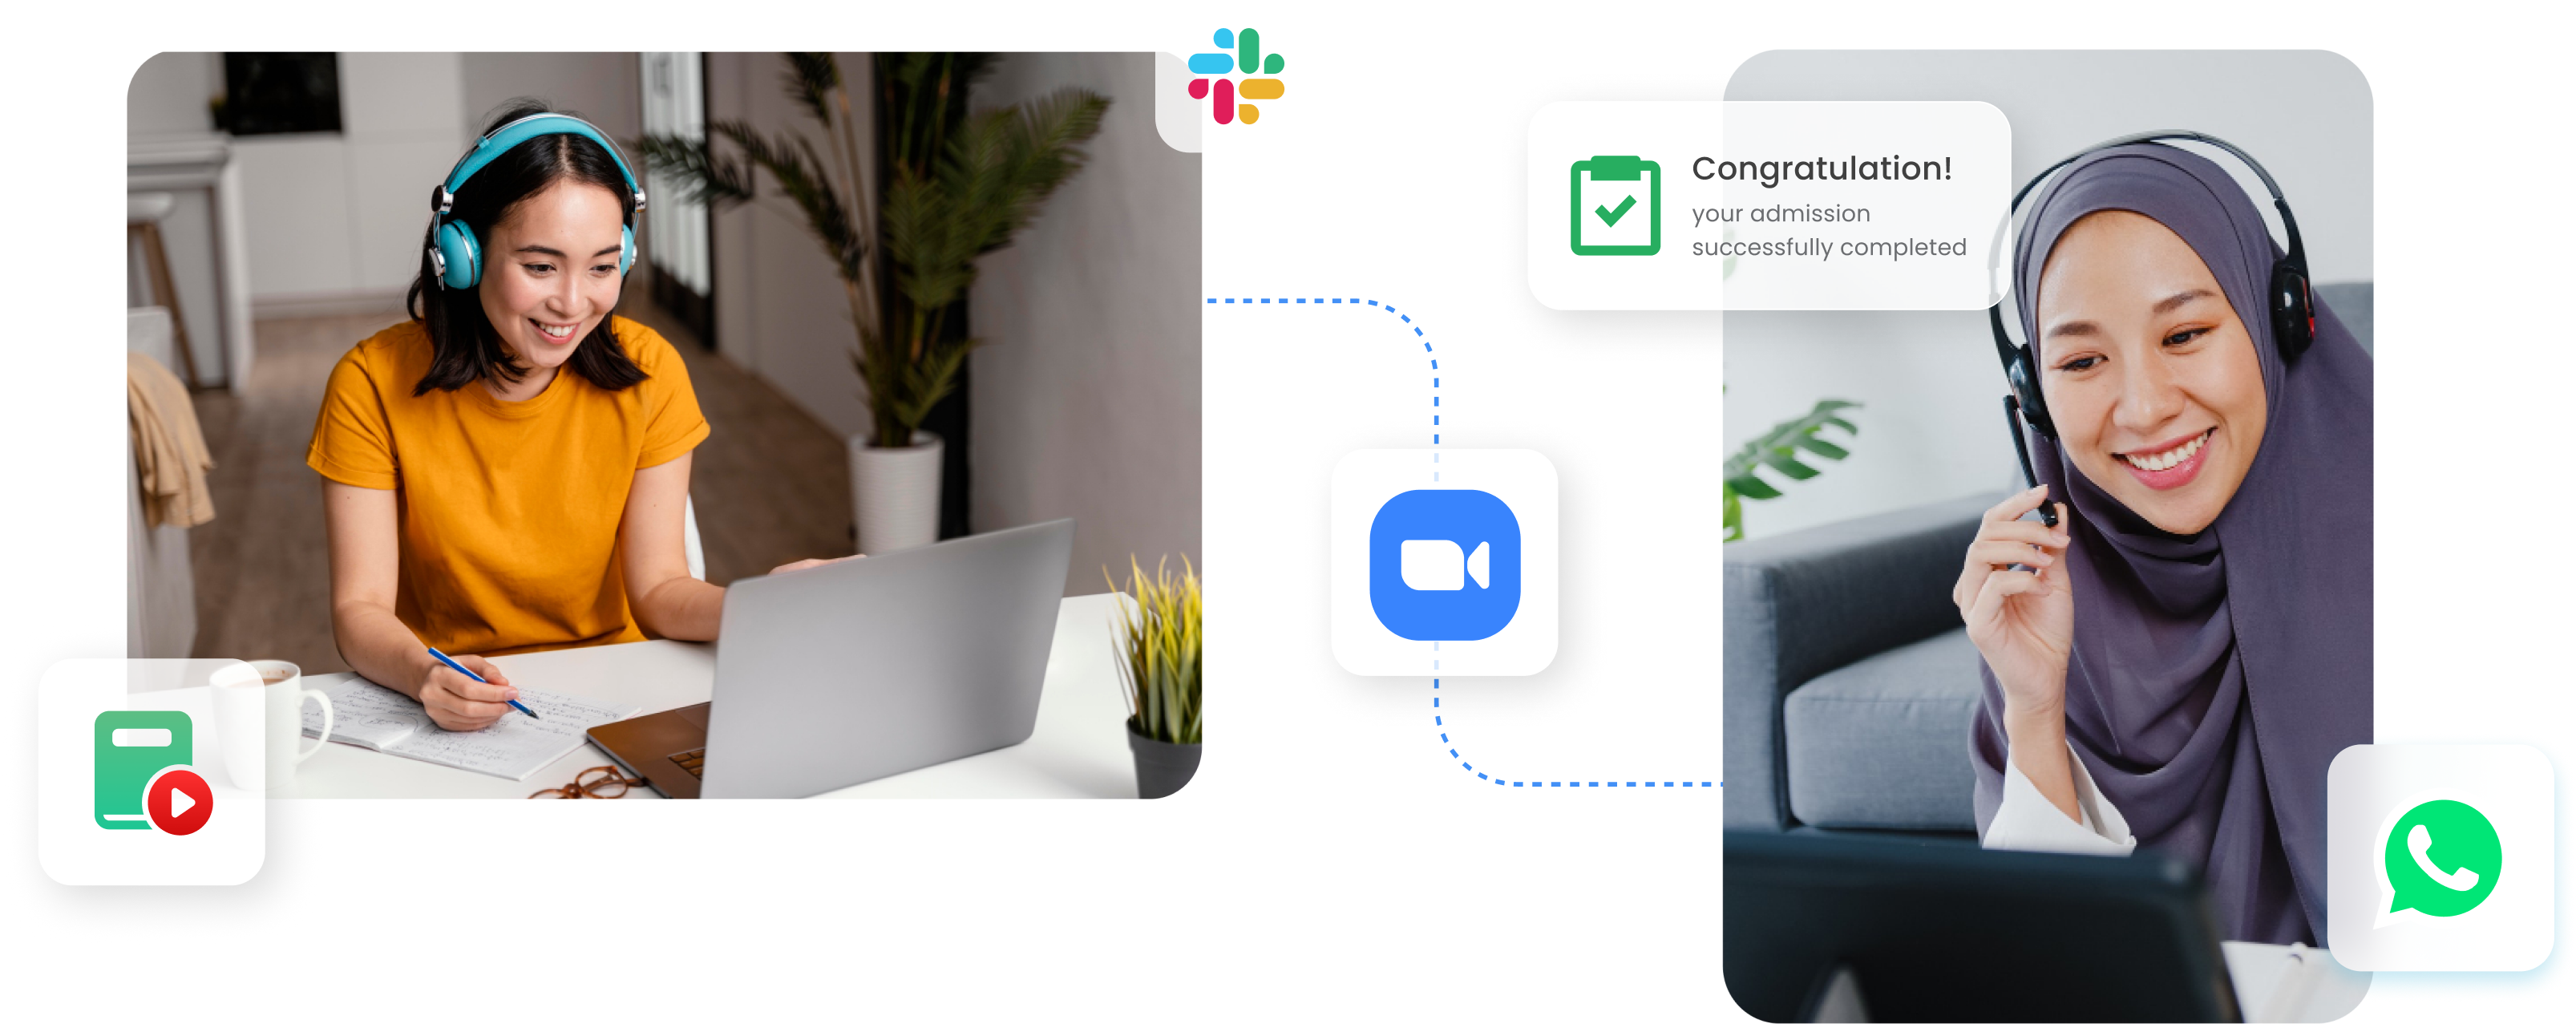 Congratulation!
your admission
successfully completed